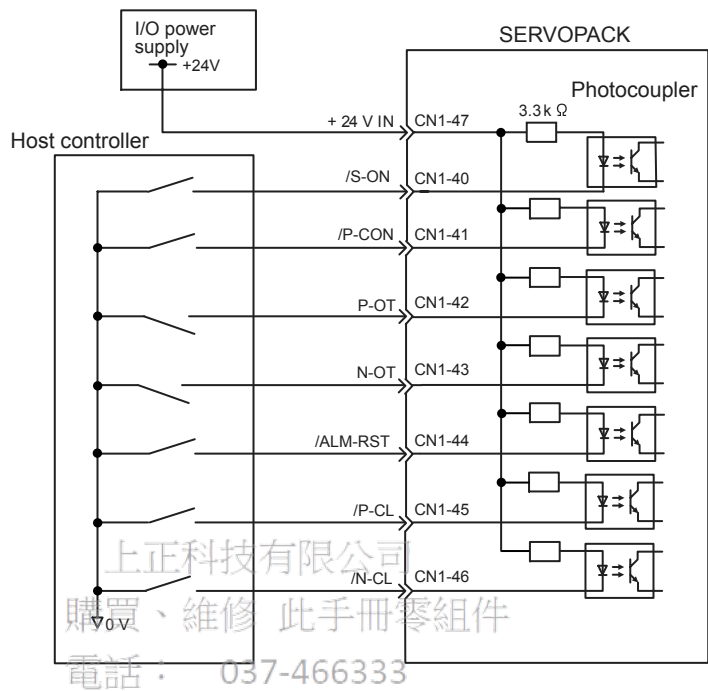 I/O power
supply
+24V
SERVOPACK
Photocoupler
3.3k Ω
+ 24 V IN
CN1-47
Host controller
/S-ON
CN1-40
/P-CON
CN1-41
P-OT
CN1-42
N-OT
CN1-43
/ALM-RST
CN1-44
/P-CL
CN1-45
上正科技有限公司
/N-CL
CN1-46
購買、維修 此手冊零組件
0 V
電話： 037-466333